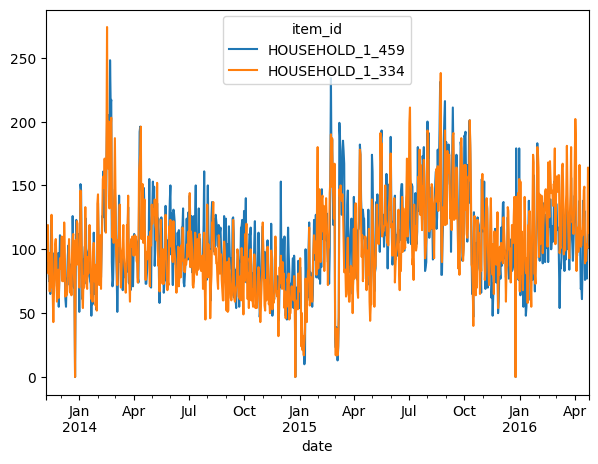 item_id
HOUSEHOLD_1_459
HOUSEHOLD_1_334
250
200
150
100
50
0
Jan Apr Jul Oct Jan Apr Jul Oct Jan Apr
2014 2015 2016
date